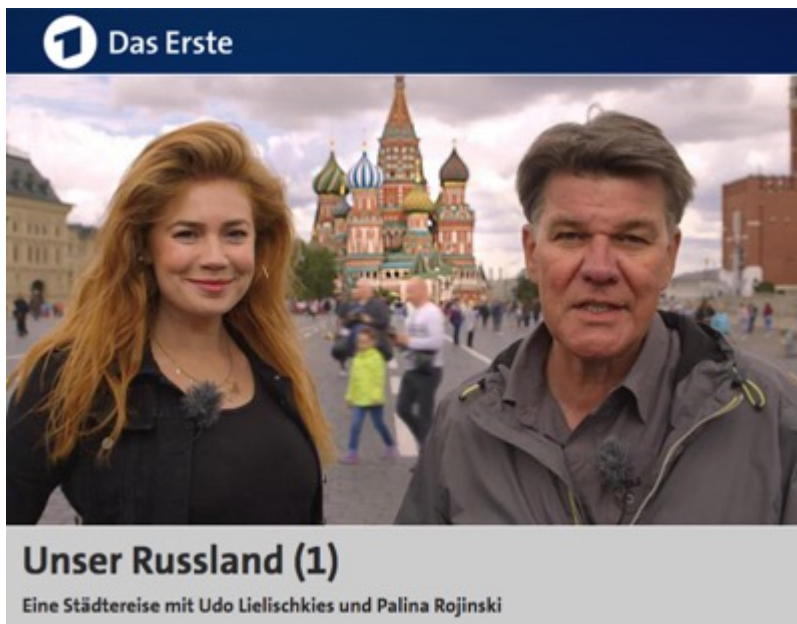 Das Erste
Unser Russland (1)
Eine Städtereise mit Udo Lielischkies und Palina Rojinski